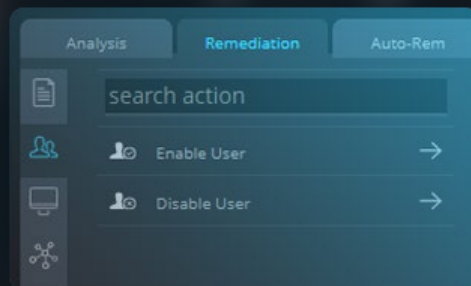 Analysis
Remediation
Auto-Rem
search action
Enable User
Disable User